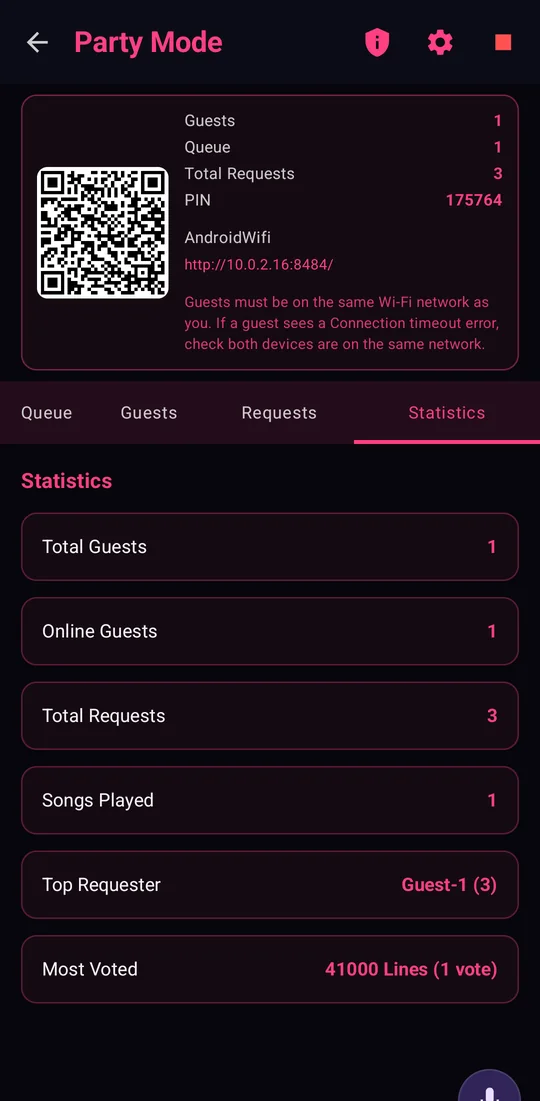 Party Mode
Guests 1
Queue 1
Total Requests 3
PIN 175764
AndroidWifi
http://10.0.2.16:8484/
Guests must be on the same Wi-Fi network as
you. If a guest sees a Connection timeout error,
check both devices are on the same network.
Queue Guests Requests Statistics
Statistics
Total Guests 1
Online Guests 1
Total Requests 3
Songs Played 1
Top Requester Guest-1 (3)
Most Voted 41000 Lines (1 vote)